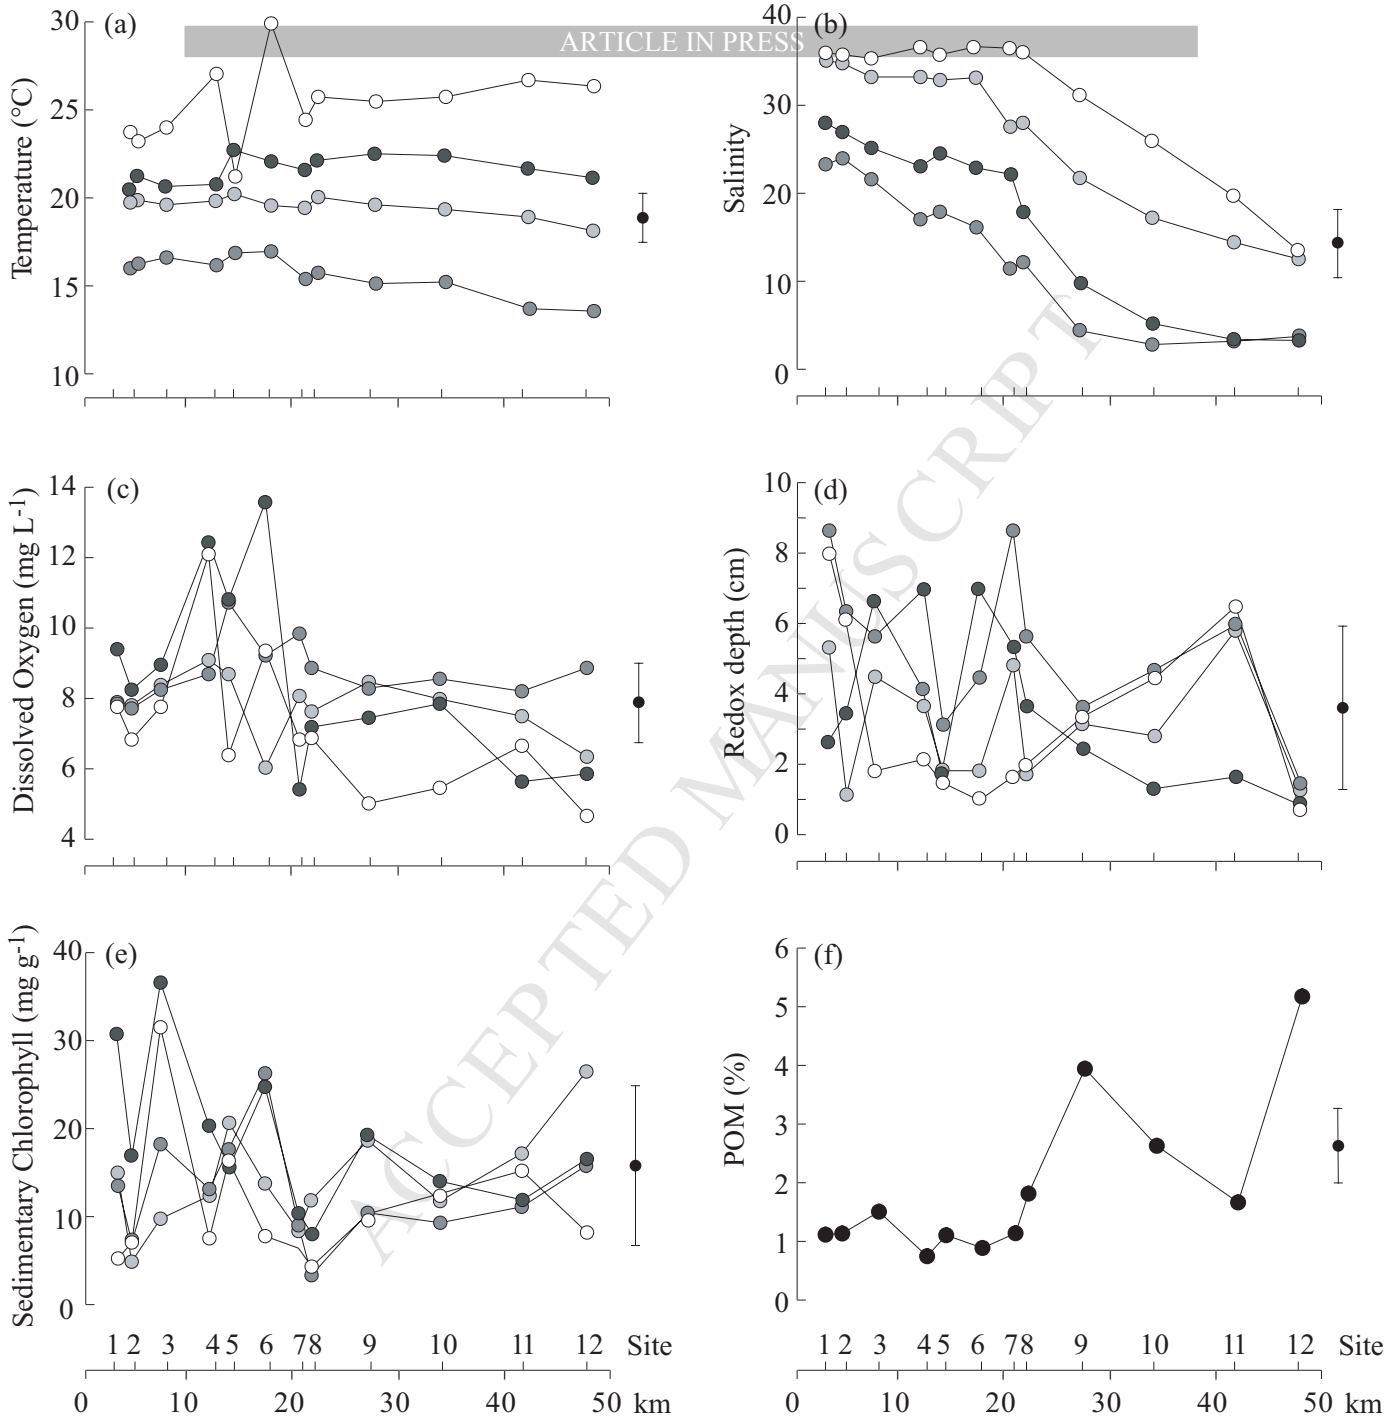 ARTICLE IN PRESS
(a)
Temperature (°C)
30
25
20
15
10
(b)
Salinity
40
30
20
10
0
(c)
Dissolved Oxygen (mg L-1)
14
12
10
8
6
4
(d)
Redox depth (cm)
10
8
6
4
2
0
(e)
Sedimentary Chlorophyll (mg g-1)
40
30
20
10
0
1 2 3 4 5 6 7 8 9 10 11 12 Site
0 10 20 30 40 50 km
(f)
POM (%)
6
5
4
3
2
1
0
1 2 3 4 5 6 7 8 9 10 11 12 Site
0 10 20 30 40 50 km
ACCEPTED MANUSCRIPT